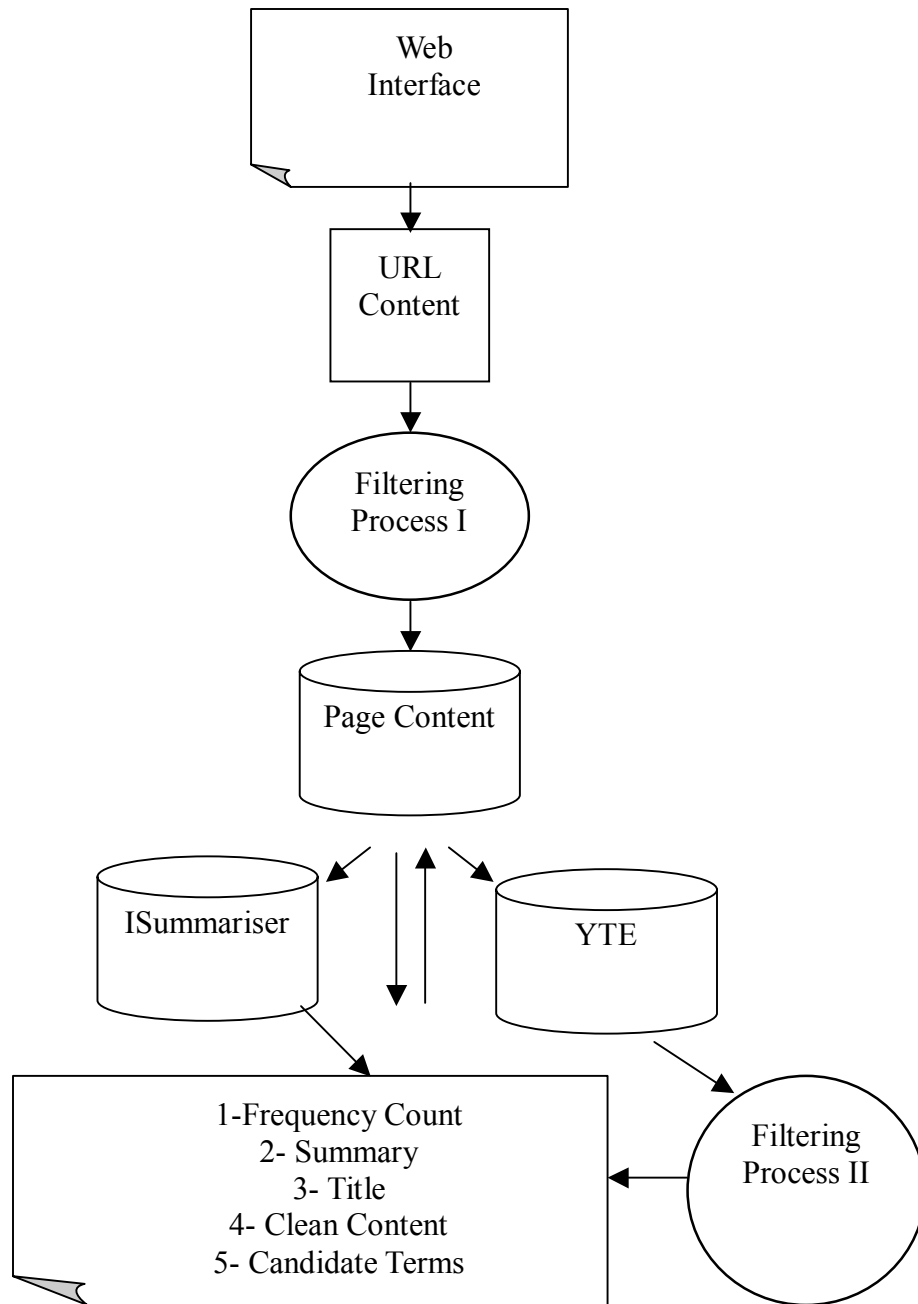 Web
Interface
URL
Content
Filtering
Process I
Page Content
ISummariser
YTE
1-Frequency Count
2- Summary
3- Title
4- Clean Content
5- Candidate Terms
Filtering
Process II